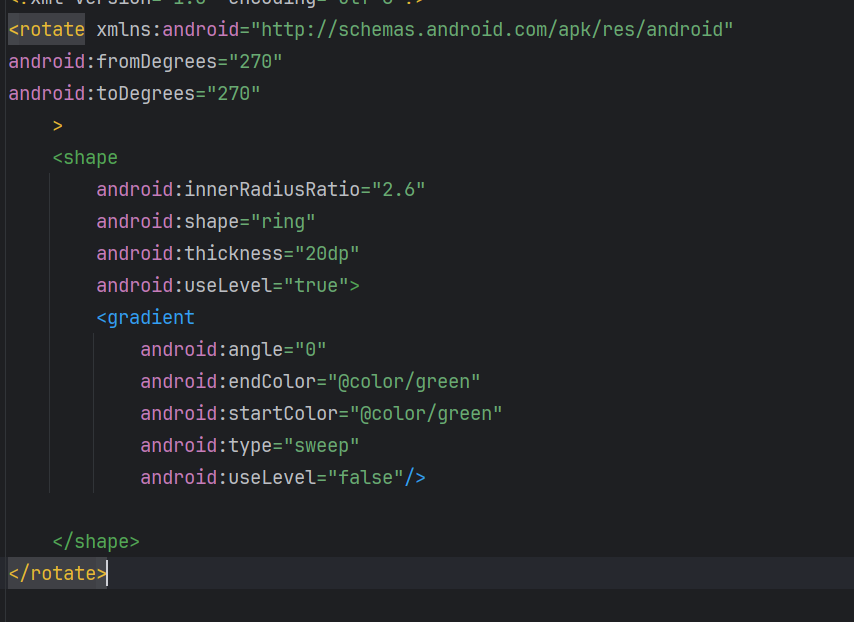 <rotate xmlns:android="http://schemas.android.com/apk/res/android"
android:fromDegrees="270"
android:toDegrees="270"
>
<shape
android:innerRadiusRatio="2.6"
android:shape="ring"
android:thickness="20dp"
android:useLevel="true">
<gradient
android:angle="0"
android:endColor="@color/green"
android:startColor="@color/green"
android:type="sweep"
android:useLevel="false"/>
</shape>
</rotate>